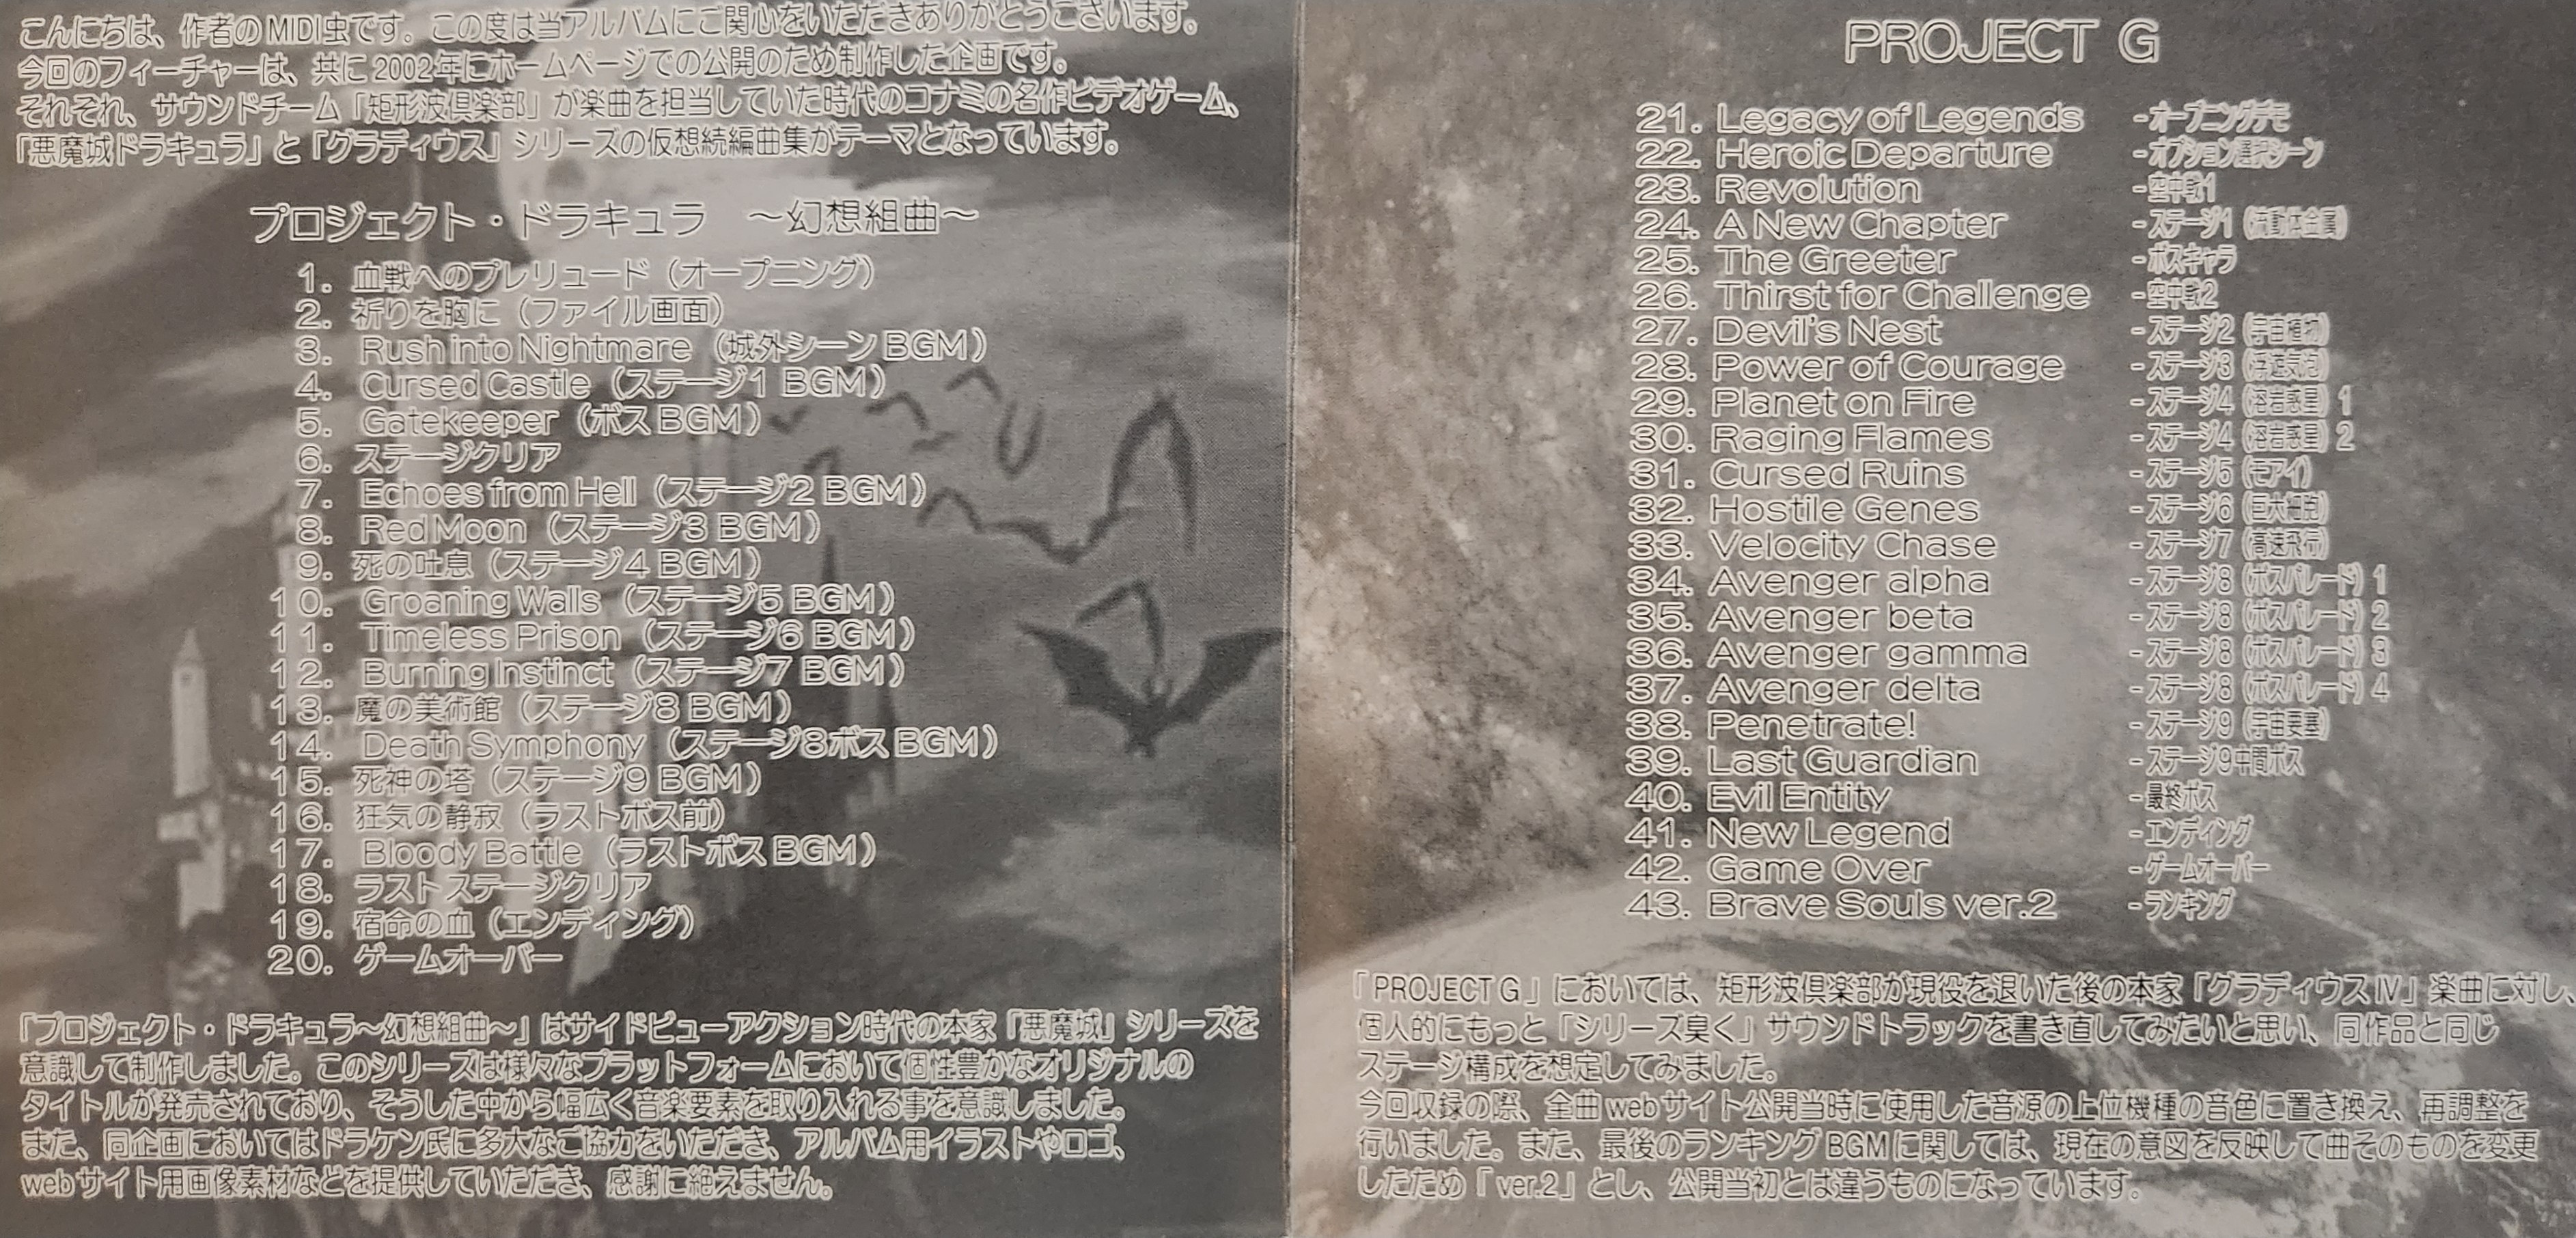 こんにちは、作者のMIDI虫です。この度は当アルバムにご関心をいただきありがとうございます。
今回のフィーチャーは、共に2002年にホームページでの公開のため制作した企画です。
それぞれ、サウンドチーム「矩形波倶楽部」が楽曲を担当していた時代のコナミの名作ビデオゲーム、
「悪魔城ドラキュラ」と「グラディウス」シリーズの仮想続編曲集がテーマとなっています。
プロジェクト・ドラキュラ　～幻想組曲～
1. 血戦へのプレリュード（オープニング）
2. 祈りを胸に（ファイル画面）
3. Rush into Nightmare（城外シーン BGM）
4. Cursed Castle（ステージ1 BGM）
5. Gatekeeper（ボス BGM）
6. ステージクリア
7. Echoes from Hell（ステージ2 BGM）
8. Red Moon（ステージ3 BGM）
9. 死の吐息（ステージ4 BGM）
10. Groaning Walls（ステージ5 BGM）
11. Timeless Prison（ステージ6 BGM）
12. Burning Instinct（ステージ7 BGM）
13. 魔の美術館（ステージ8 BGM）
14. Death Symphony（ステージ8ボス BGM）
15. 死神の塔（ステージ9 BGM）
16. 狂気の静寂（ラストボス前）
17. Bloody Battle（ラストボス BGM）
18. ラストステージクリア
19. 宿命の血（エンディング）
20. ゲームオーバー
「プロジェクト・ドラキュラ～幻想組曲～」はサイドビューアクション時代の本家「悪魔城」シリーズを
意識して制作しました。このシリーズは様々なプラットフォームにおいて個性豊かなオリジナルの
タイトルが発売されており、そうした中から幅広く音楽要素を取り入れる事を意識しました。
また、同企画においてはドラケン氏に多大なご協力をいただき、アルバム用イラストやロゴ、
webサイト用画像素材などを提供していただき、感謝に絶えません。
PROJECT G
21. Legacy of Legends -オープニングデモ
22. Heroic Departure -オプション選択シーン
23. Revolution -空中戦1
24. A New Chapter -ステージ1（流動体金属）
25. The Greeter -ボスキャラ
26. Thirst for Challenge -空中戦2
27. Devil's Nest -ステージ2（宇宙植物）
28. Power of Courage -ステージ3（浮遊気泡）
29. Planet on Fire -ステージ4（溶岩惑星）1
30. Raging Flames -ステージ4（溶岩惑星）2
31. Cursed Ruins -ステージ5（モアイ）
32. Hostile Genes -ステージ6（巨大細胞）
33. Velocity Chase -ステージ7（高速飛行）
34. Avenger alpha -ステージ8（ボスパレード）1
35. Avenger beta -ステージ8（ボスパレード）2
36. Avenger gamma -ステージ8（ボスパレード）3
37. Avenger delta -ステージ8（ボスパレード）4
38. Penetrate! -ステージ9（宇宙要塞）
39. Last Guardian -ステージ9中間ボス
40. Evil Entity -最終ボス
41. New Legend -エンディング
42. Game Over -ゲームオーバー
43. Brave Souls ver.2 -ランキング
「PROJECT G」においては、矩形波倶楽部が現役を退いた後の本家「グラディウスIV」楽曲に対し、
個人的にもっと「シリーズ臭く」サウンドトラックを書き直してみたいと思い、同作品と同じ
ステージ構成を想定してみました。
今回収録の際、全曲webサイト公開当時に使用した音源の上位機種の音色に置き換え、再調整を
行いました。また、最後のランキングBGMに関しては、現在の意図を反映して曲そのものを変更
したため「ver.2」とし、公開当初とは違うものになっています。